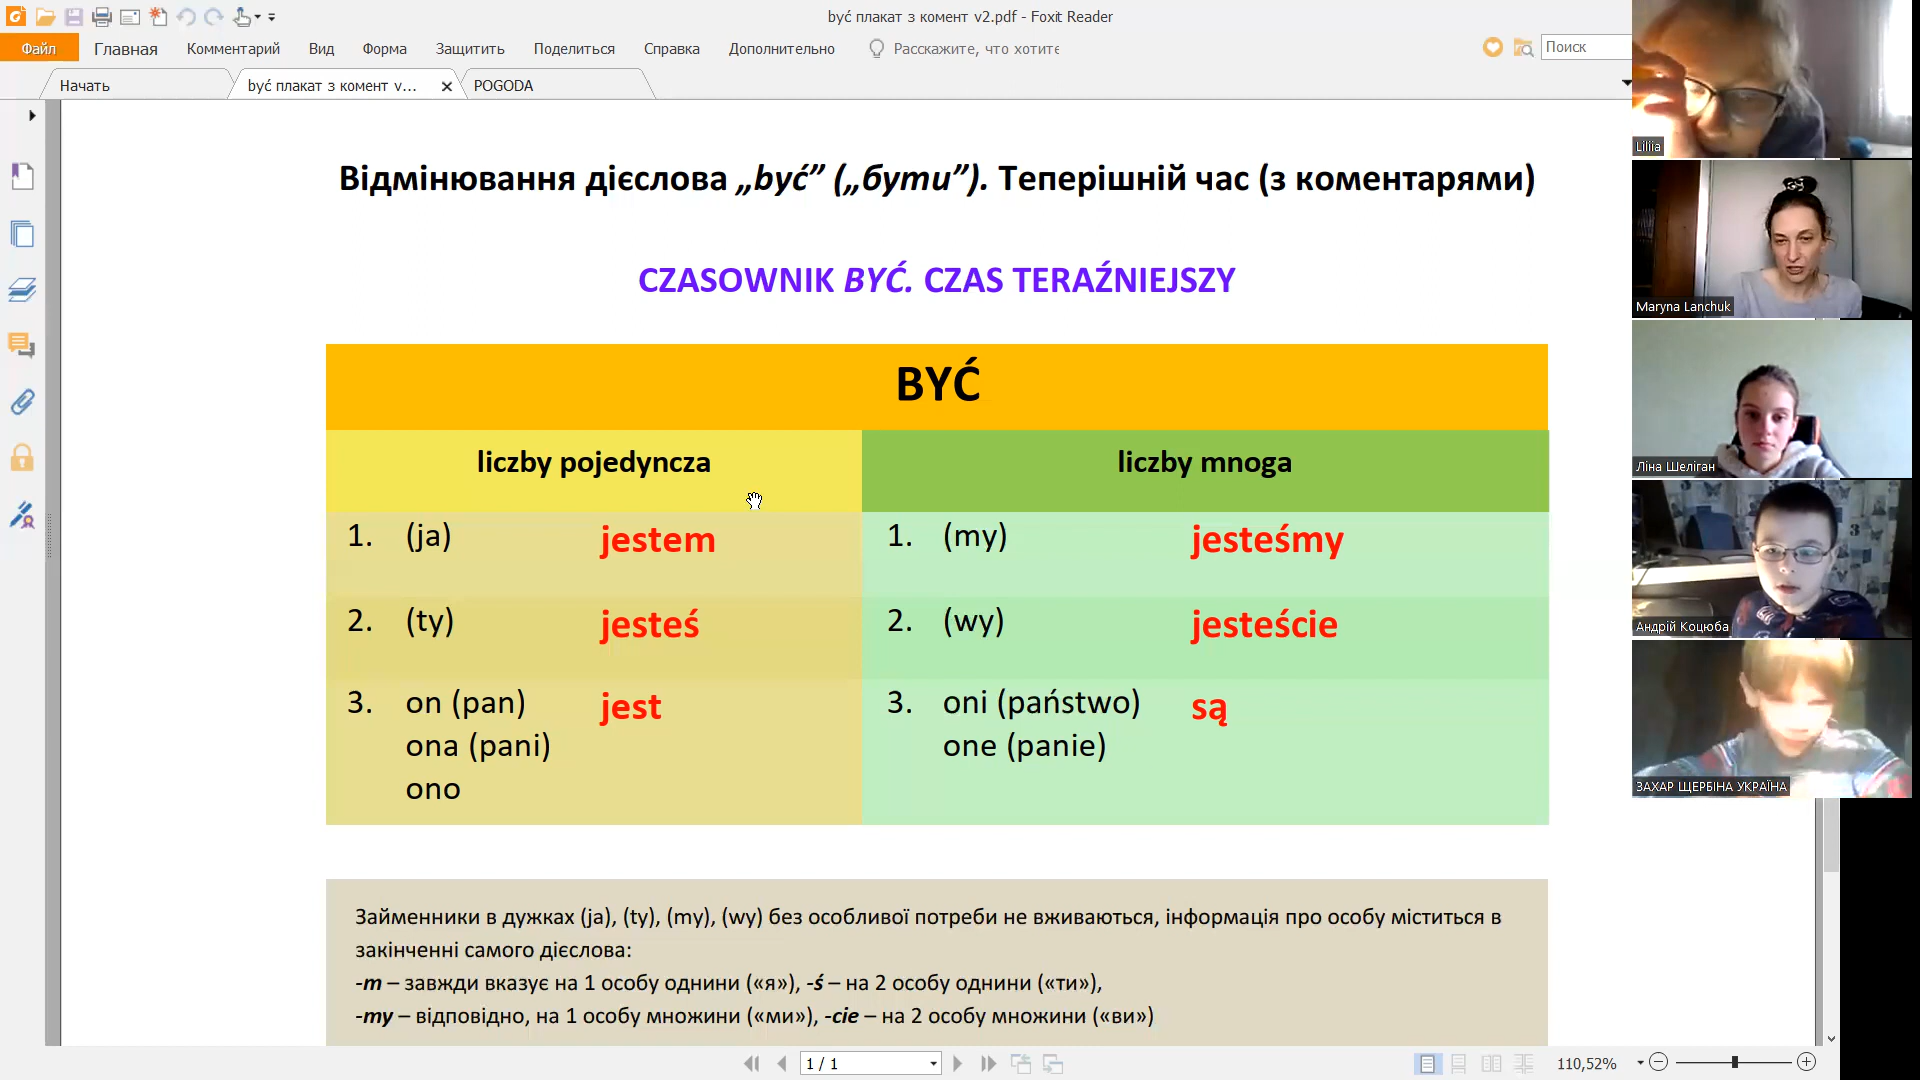 być плакат з комент v2.pdf - Foxit Reader
Файл Главная Комментарий Вид Форма Защитить Поделиться Справка Дополнительно Расскажите, что хотите Поиск
Начать быć плакат з комент v... POGODA
Відмінювання дієслова „być” („бути”). Теперішній час (з коментарями)
CZASOWNIK BYĆ. CZAS TERAŹNIEJSZY
BYĆ
liczby pojedyncza liczby mnoga
1. (ja) jestem 1. (my) jesteśmy
2. (ty) jesteś 2. (wy) jesteście
3. on (pan) jest 3. oni (państwo) są
ona (pani) one (panie)
ono
Займенники в дужках (ja), (ty), (my), (wy) без особливої потреби не вживаються, інформація про особу міститься в
закінченні самого дієслова:
-m – завжди вказує на 1 особу однини («я»), -ś – на 2 особу однини («ти»),
-my – відповідно, на 1 особу множини («ми»), -cie – на 2 особу множини («ви»)
1 / 1 110,52%
Liliia
Maryna Lanchuk
Ліна Шеліган
Андрій Коцюба
ЗАХАР ЩЕРБІНА УКРАЇНА